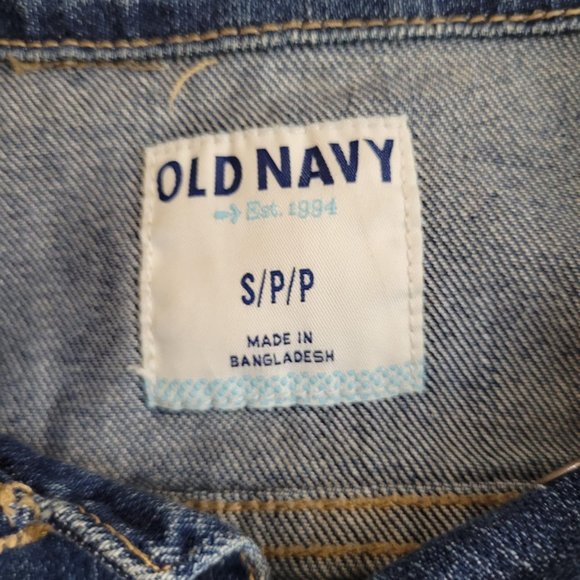 OLD NAVY
Est. 1994
S/P/P
MADE IN
BANGLADESH